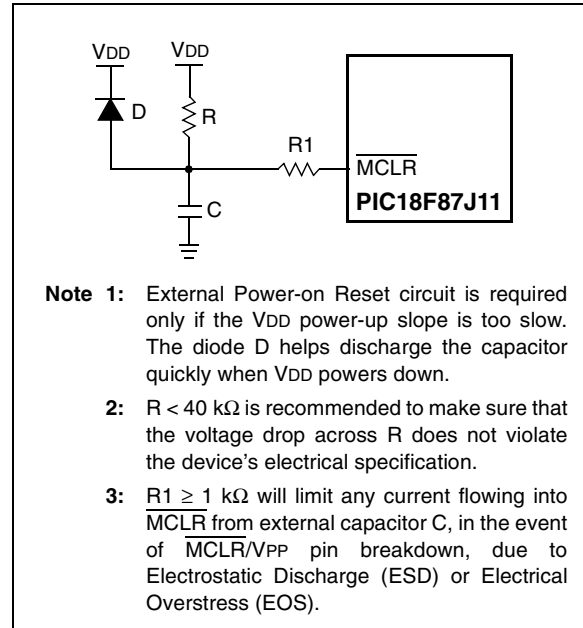 VDD VDD
D
R
R1
MCLR
PIC18F87J11
C
Note 1: External Power-on Reset circuit is required
only if the VDD power-up slope is too slow.
The diode D helps discharge the capacitor
quickly when VDD powers down.
2: R < 40 kΩ is recommended to make sure that
the voltage drop across R does not violate
the device's electrical specification.
3: R1 ≥ 1 kΩ will limit any current flowing into
MCLR from external capacitor C, in the event
of MCLR/VPP pin breakdown, due to
Electrostatic Discharge (ESD) or Electrical
Overstress (EOS).